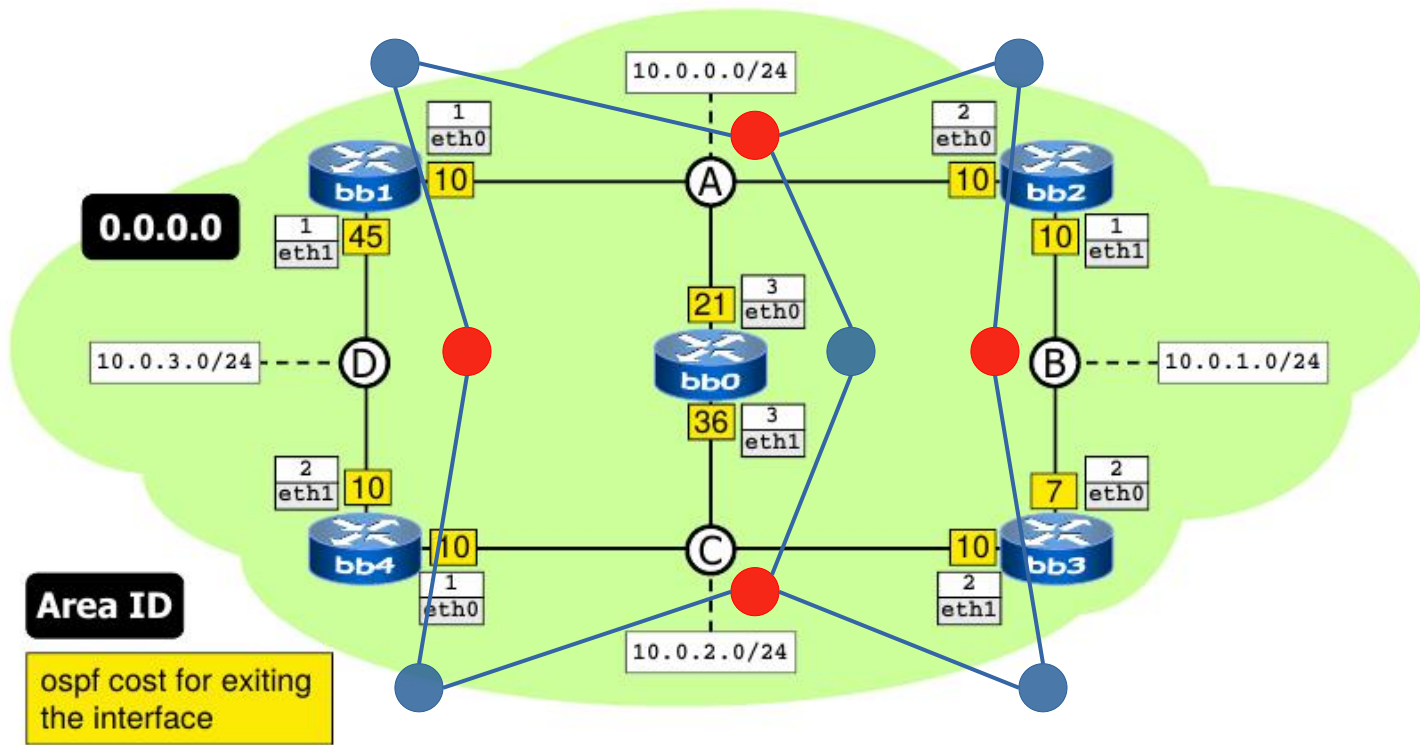 10.0.0.0/24
1
eth0
2
eth0
bb1
10
A
10
bb2
0.0.0.0
1
eth1
45
10
1
eth1
21
3
eth0
10.0.3.0/24
D
bb0
B
10.0.1.0/24
36
3
eth1
2
eth1
10
7
2
eth0
bb4
10
C
10
bb3
1
eth0
2
eth1
Area ID
10.0.2.0/24
ospf cost for exiting
the interface